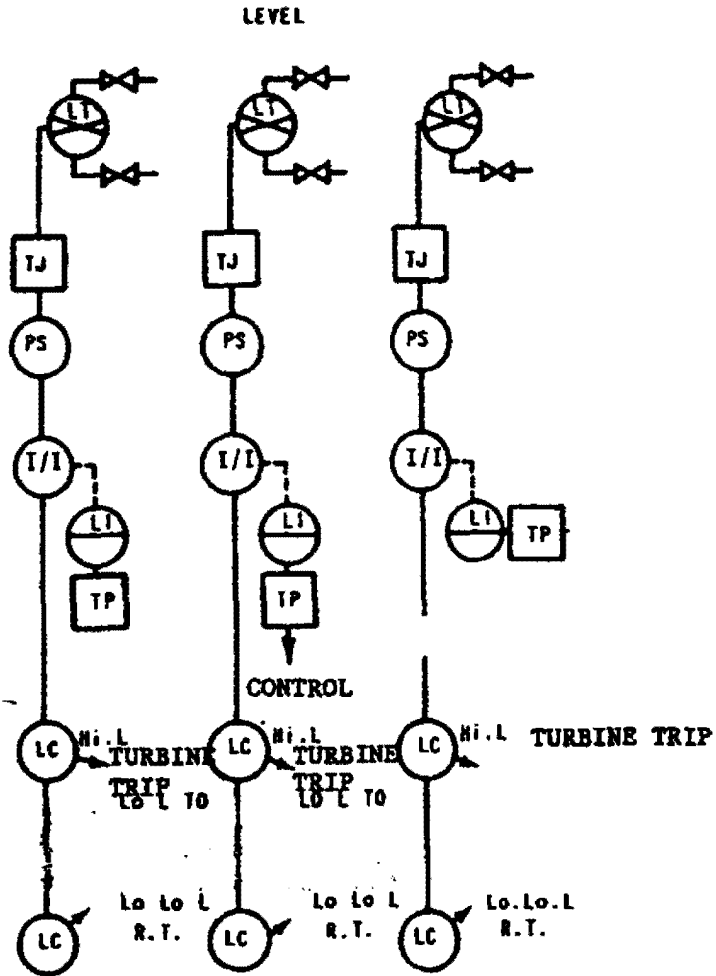 LEVEL
LT LT LT
TJ TJ TJ
PS PS PS
I/I I/I I/I
LI LI LI TP
TP TP
CONTROL
LC Hi.L LC Hi.L LC Hi.L TURBINE TRIP
TURBINE TURBINE
TRIP TRIP
LO L TO LO L TO
Lo Lo L Lo Lo L Lo.Lo.L
R.T. R.T. R.T.
LC LC LC